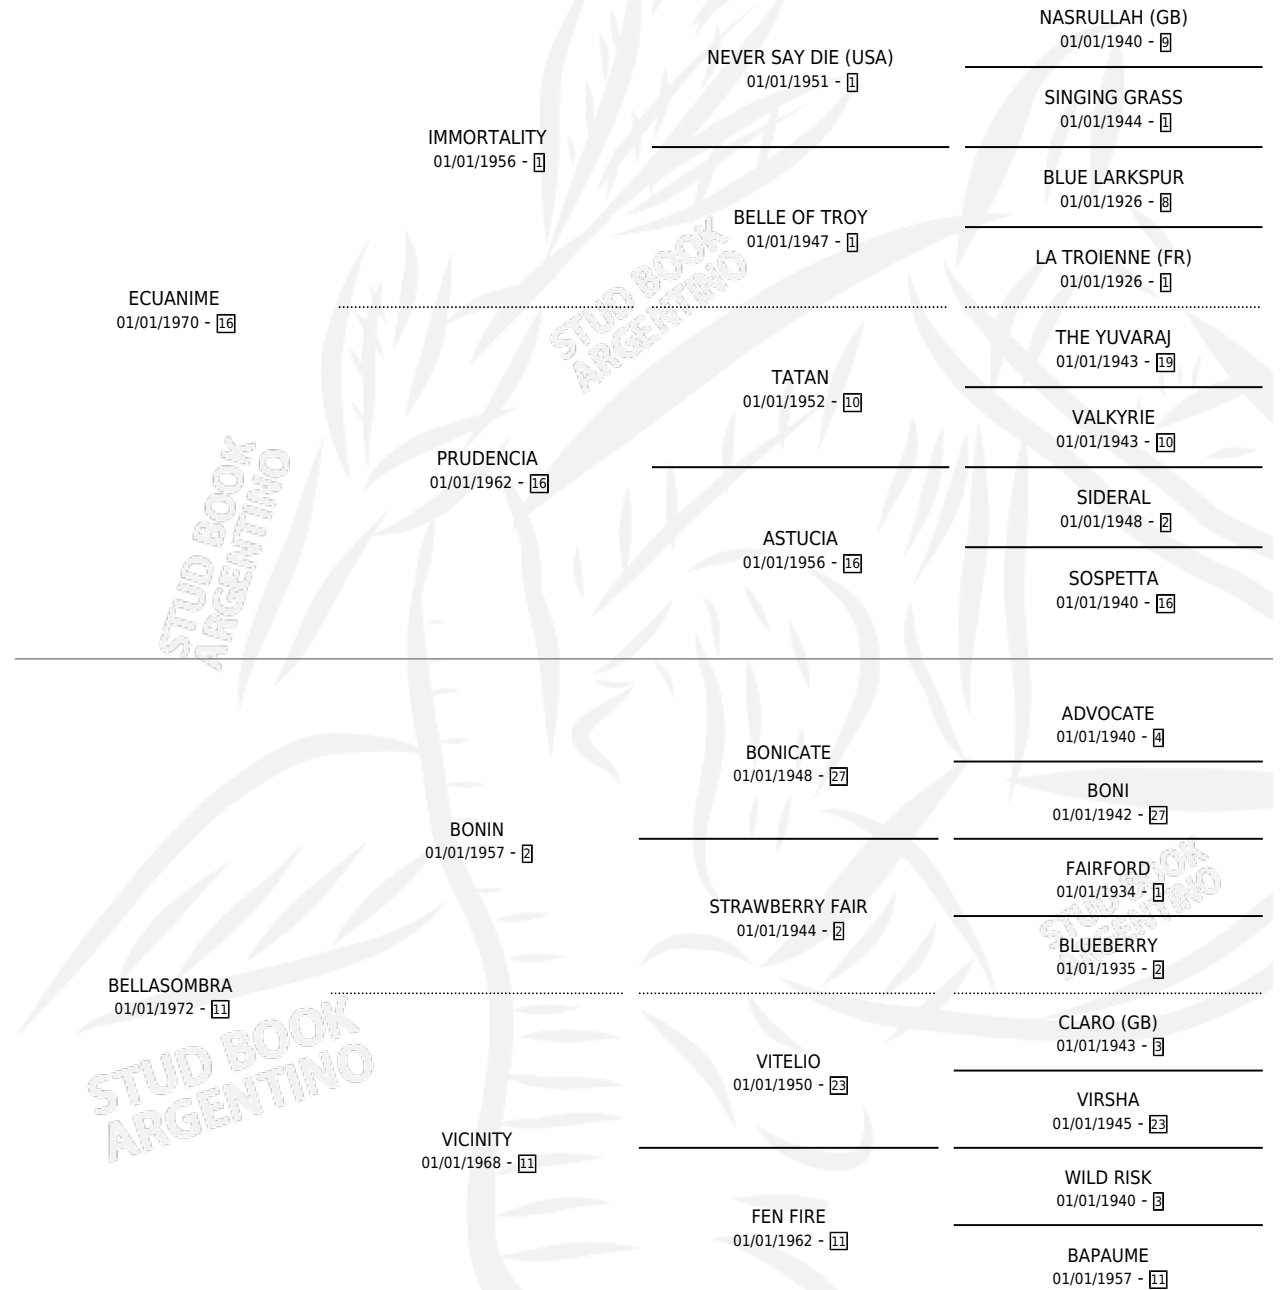 NASRULLAH (GB)
01/01/1940 - 9
NEVER SAY DIE (USA)
01/01/1951 - 1
SINGING GRASS
01/01/1944 - 1
IMMORTALITY
01/01/1956 - 1
BLUE LARKSPUR
01/01/1926 - 8
BELLE OF TROY
01/01/1947 - 1
LA TROIENNE (FR)
01/01/1926 - 1
ECUANIME
01/01/1970 - 16
THE YUVARAJ
01/01/1943 - 19
TATAN
01/01/1952 - 10
VALKYRIE
01/01/1943 - 10
PRUDENCIA
01/01/1962 - 16
SIDERAL
01/01/1948 - 2
ASTUCIA
01/01/1956 - 16
SOSPETTA
01/01/1940 - 16
ADVOCATE
01/01/1940 - 4
BONICATE
01/01/1948 - 27
BONI
01/01/1942 - 27
BONIN
01/01/1957 - 2
FAIRFORD
01/01/1934 - 1
STRAWBERRY FAIR
01/01/1944 - 2
BLUEBERRY
01/01/1935 - 2
BELLASOMBRA
01/01/1972 - 11
CLARO (GB)
01/01/1943 - 3
VITELIO
01/01/1950 - 23
VIRSHA
01/01/1945 - 23
VICINITY
01/01/1968 - 11
WILD RISK
01/01/1940 - 3
FEN FIRE
01/01/1962 - 11
BAPAUME
01/01/1957 - 11
STUD BOOK
ARGENTINO
STUD BOOK
ARGENTINO
STUD BOOK
ARGENTINO
STUD BOOK
ARGENTINO